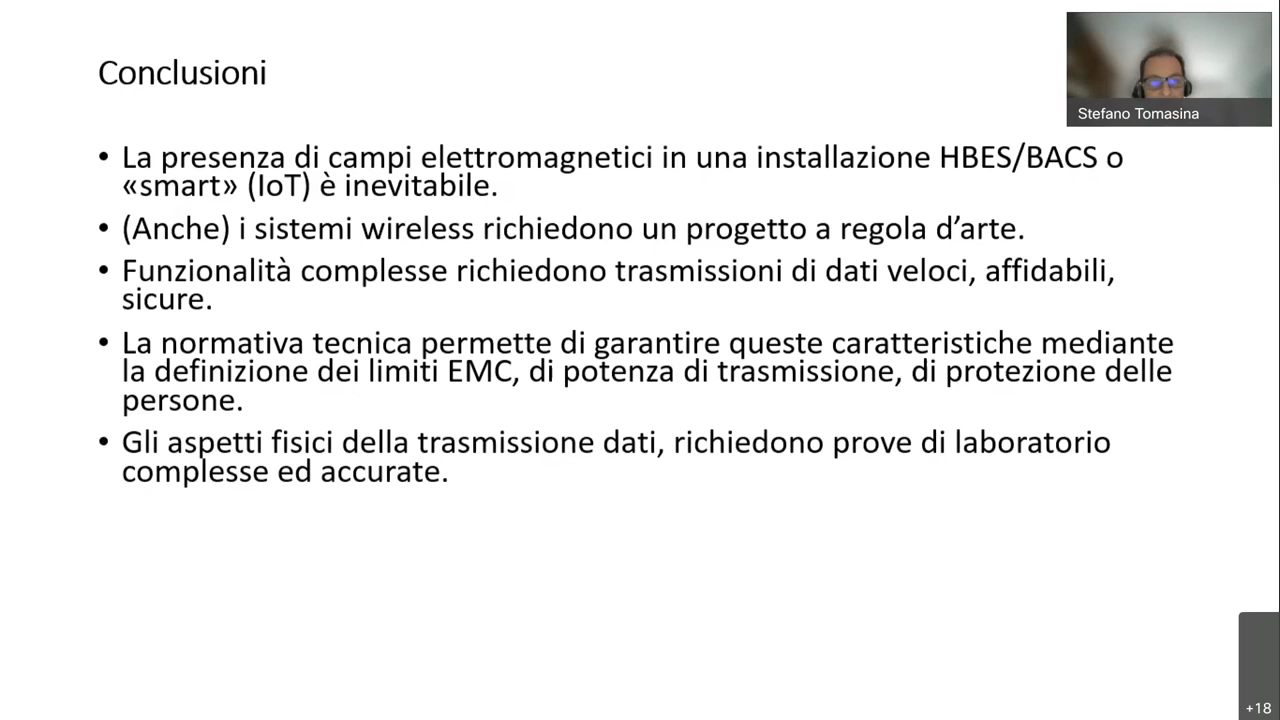 Conclusioni
Stefano Tomasina
• La presenza di campi elettromagnetici in una installazione HBES/BACS o
«smart» (IoT) è inevitabile.
• (Anche) i sistemi wireless richiedono un progetto a regola d’arte.
• Funzionalità complesse richiedono trasmissioni di dati veloci, affidabili,
sicure.
• La normativa tecnica permette di garantire queste caratteristiche mediante
la definizione dei limiti EMC, di potenza di trasmissione, di protezione delle
persone.
• Gli aspetti fisici della trasmissione dati, richiedono prove di laboratorio
complesse ed accurate.
+18